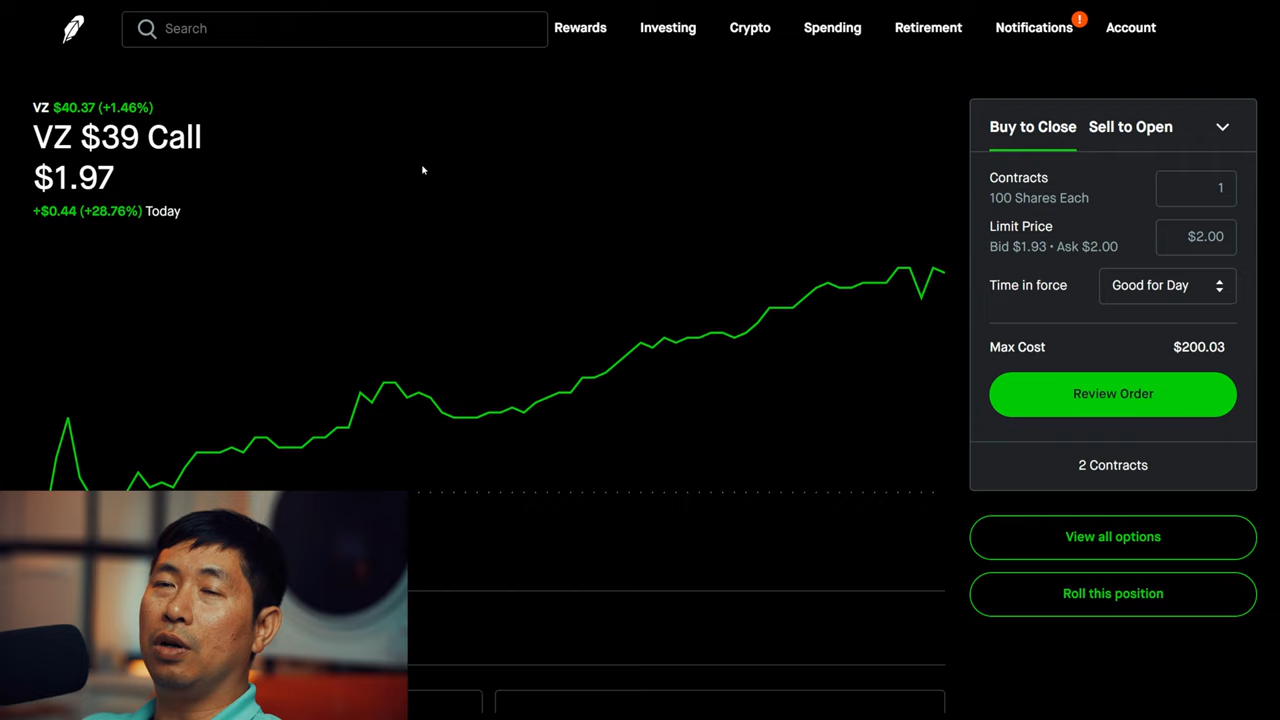 Search
Rewards
Investing
Crypto
Spending
Retirement
Notifications
!
Account
VZ $40.37 (+1.46%)
VZ $39 Call
$1.97
+$0.44 (+28.76%) Today
Buy to Close
Sell to Open
Contracts
100 Shares Each
1
Limit Price
Bid $1.93 • Ask $2.00
$2.00
Time in force
Good for Day
Max Cost
$200.03
Review Order
2 Contracts
View all options
Roll this position